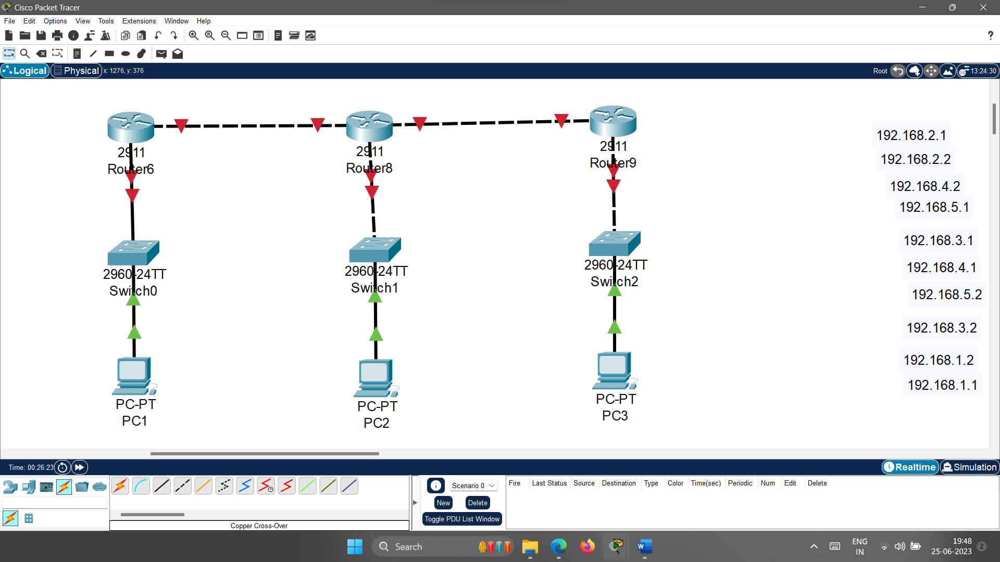 Cisco Packet Tracer
File Edit Options View Tools Extensions Window Help
?
Logical Physical x: 1276, y: 376 Root 13:24:30
2911
Router6
2911
Router8
2911
Router9
192.168.2.1
192.168.2.2
192.168.4.2
192.168.5.1
192.168.3.1
192.168.4.1
192.168.5.2
192.168.3.2
192.168.1.2
192.168.1.1
2960-24TT
Switch0
2960-24TT
Switch1
2960-24TT
Switch2
PC-PT
PC1
PC-PT
PC2
PC-PT
PC3
Time: 00:26:23 Realtime Simulation
Scenario 0
New Delete
Toggle PDU List Window
Fire Last Status Source Destination Type Color Time(sec) Periodic Num Edit Delete
Copper Cross-Over
Search
W
ENG
IN
19:48
25-06-2023
2